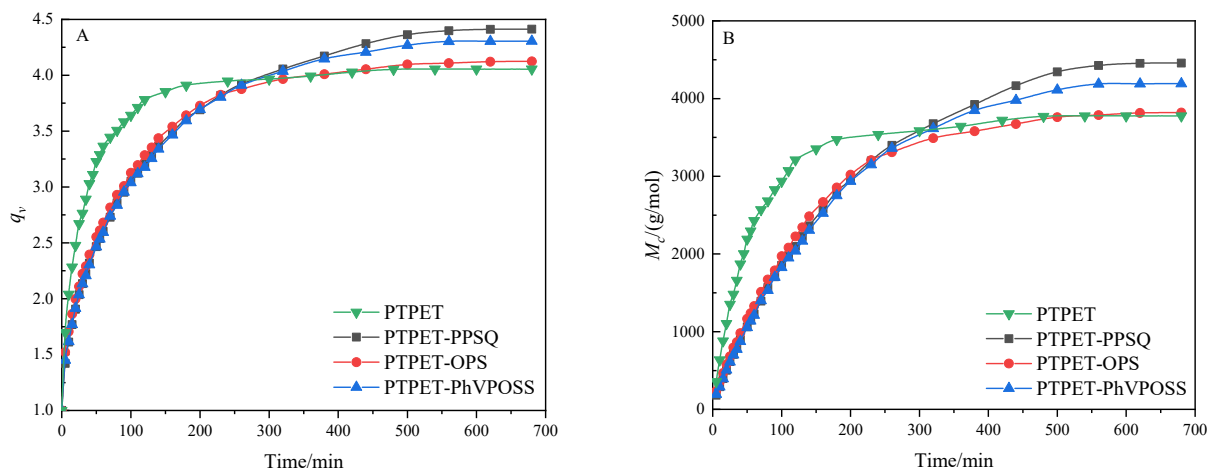 A
q_v
4.5
4.0
3.5
3.0
2.5
2.0
1.5
1.0
0 100 200 300 400 500 600 700
Time/min
PTPET
PTPET-PPSQ
PTPET-OPS
PTPET-PhVPOSS
B
M_c/(g/mol)
5000
4000
3000
2000
1000
0
0 100 200 300 400 500 600 700
Time/min
PTPET
PTPET-PPSQ
PTPET-OPS
PTPET-PhVPOSS